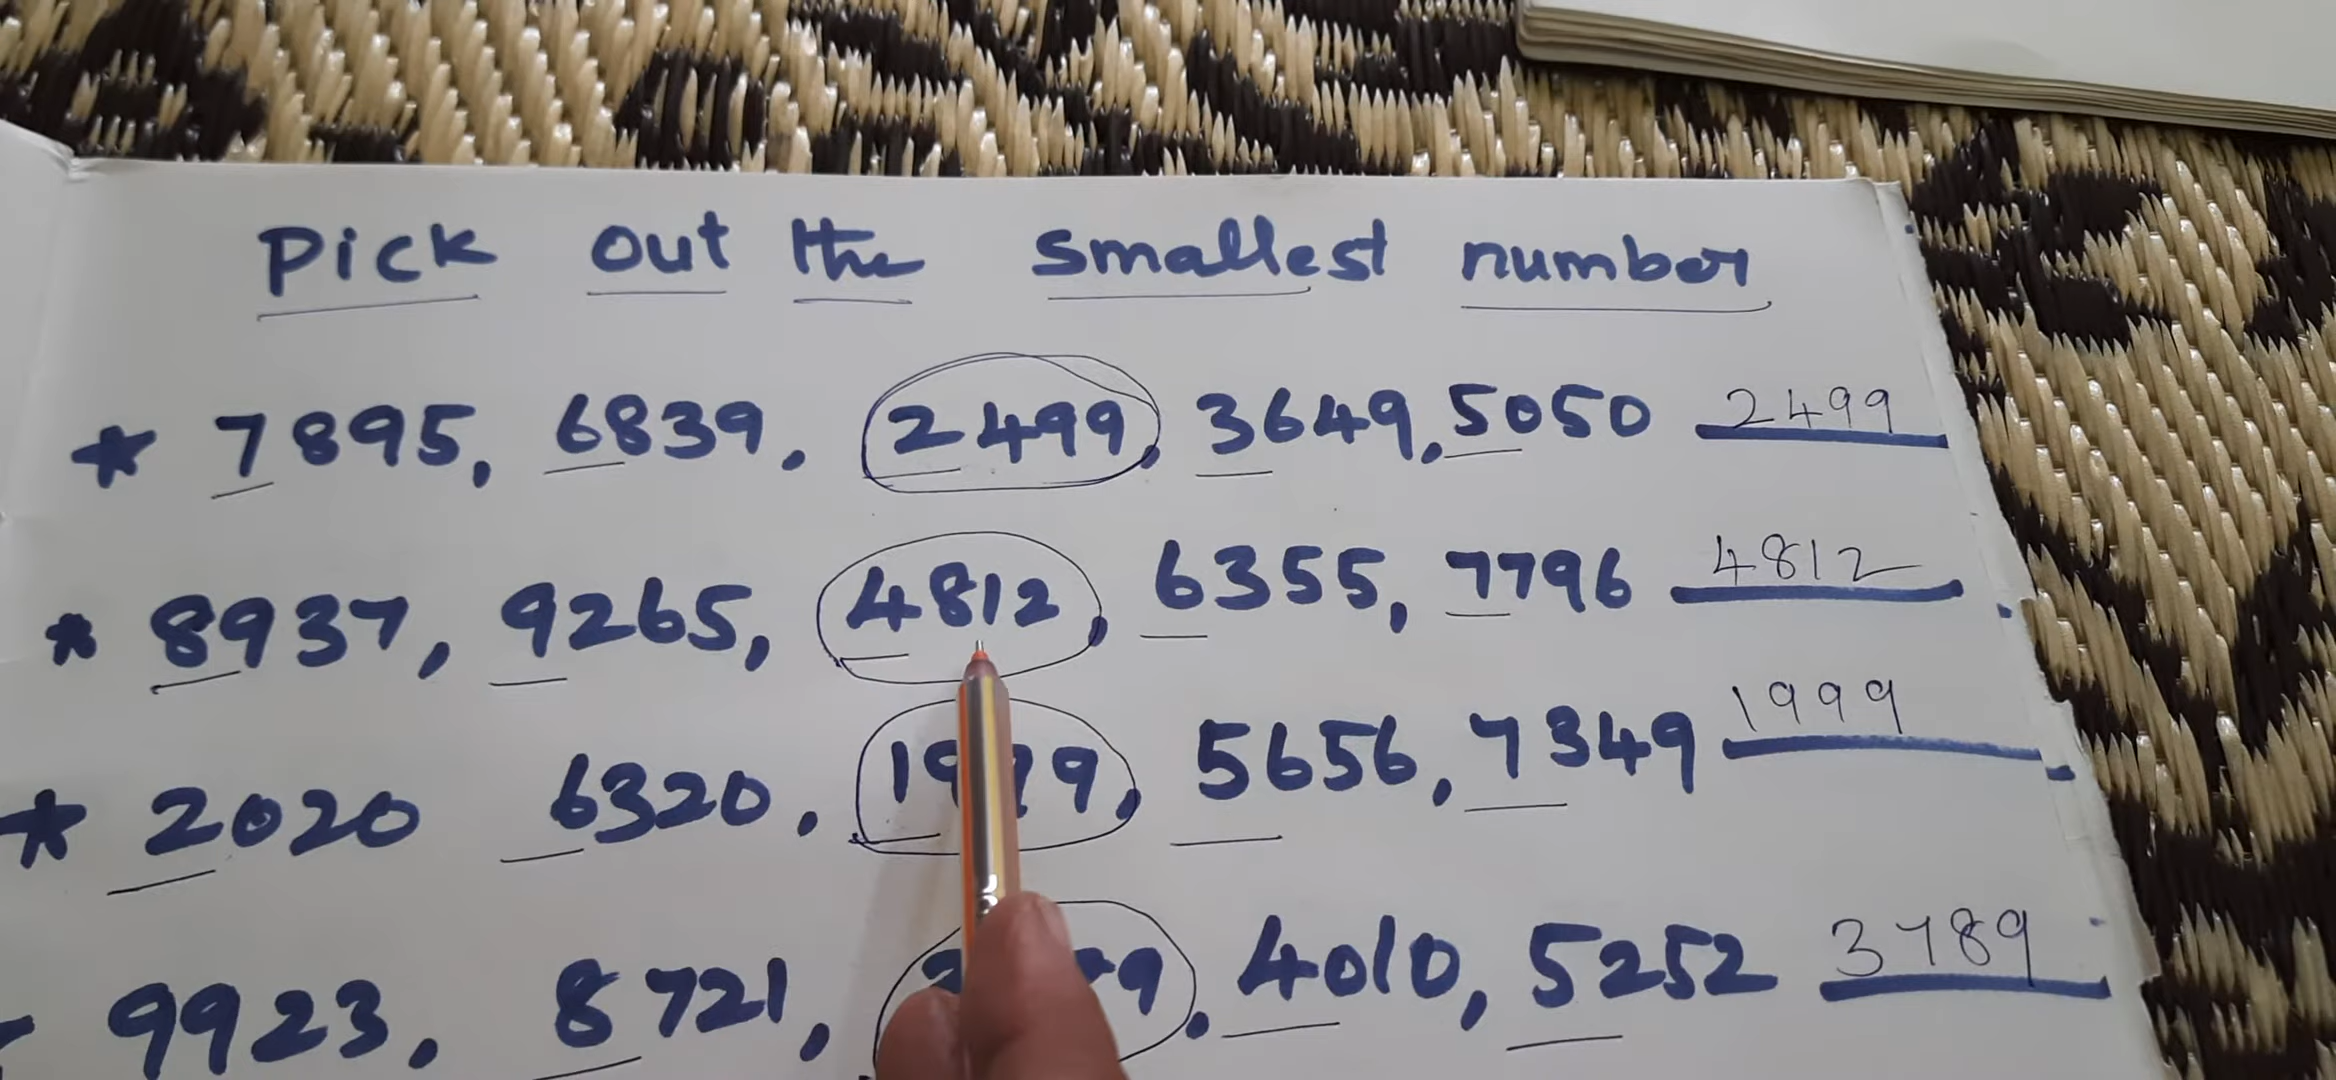 Pick out the smallest number
* 7895, 6839, 2499, 3649, 5050 2499
* 8937, 9265, 4812, 6355, 7796 4812
* 2020 6320, 1999, 5656, 7349 1999
9923, 8721, 4010, 5252 3789